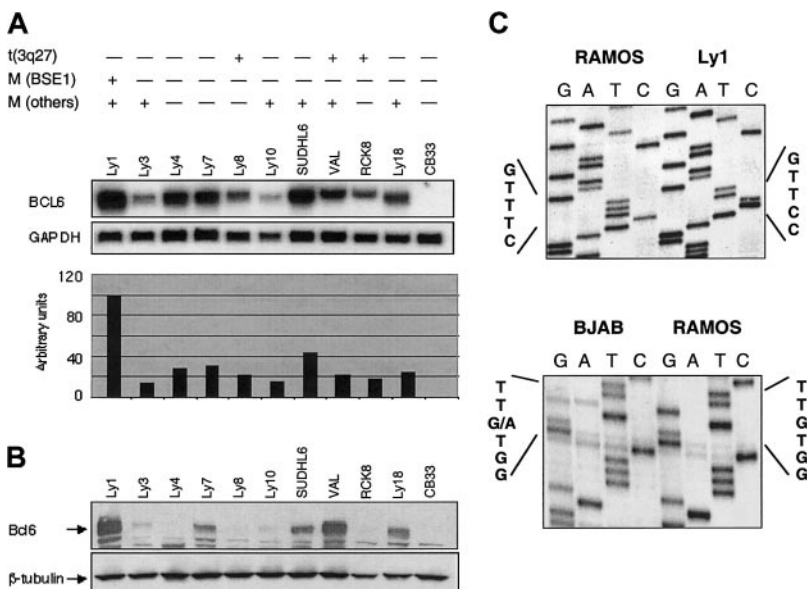 A
t(3q27) — — — — + — — + + — —
M (BSE1) + — — — — — — — — — —
M (others) + + — — — + + + — + —
Ly1 Ly3 Ly4 Ly7 Ly8 Ly10 SUDHL6 VAL RCK8 Ly18 CB33
BCL6
GAPDH
Arbitrary units
120
80
40
0
B
Ly1 Ly3 Ly4 Ly7 Ly8 Ly10 SUDHL6 VAL RCK8 Ly18 CB33
Bcl6
β-tubulin
C
RAMOS Ly1
G A T C G A T C
G
T
T
T
C
G
T
T
C
C
BJAB RAMOS
G A T C G A T C
T
T
G/A
T
G
G
T
T
G
T
G
G